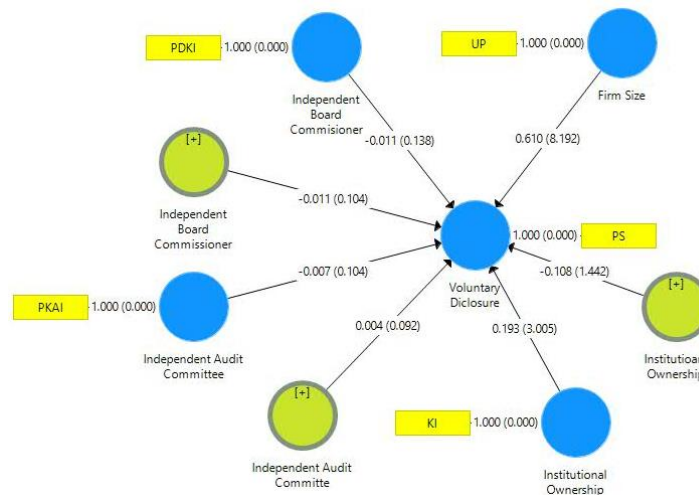 PDKI
1.000 (0.000)
Independent
Board
Commisioner
UP
1.000 (0.000)
Firm Size
-0.011 (0.138)
0.610 (8.192)
[+]
Independent
Board
Commissioner
-0.011 (0.104)
PKAI
1.000 (0.000)
Independent Audit
Committee
-0.007 (0.104)
Voluntary
Diclosure
1.000 (0.000)
PS
-0.108 (1.442)
[+]
Institutioanl
Ownership
0.004 (0.092)
0.193 (3.005)
[+]
Independent Audit
Committe
KI
1.000 (0.000)
Institutional
Ownership